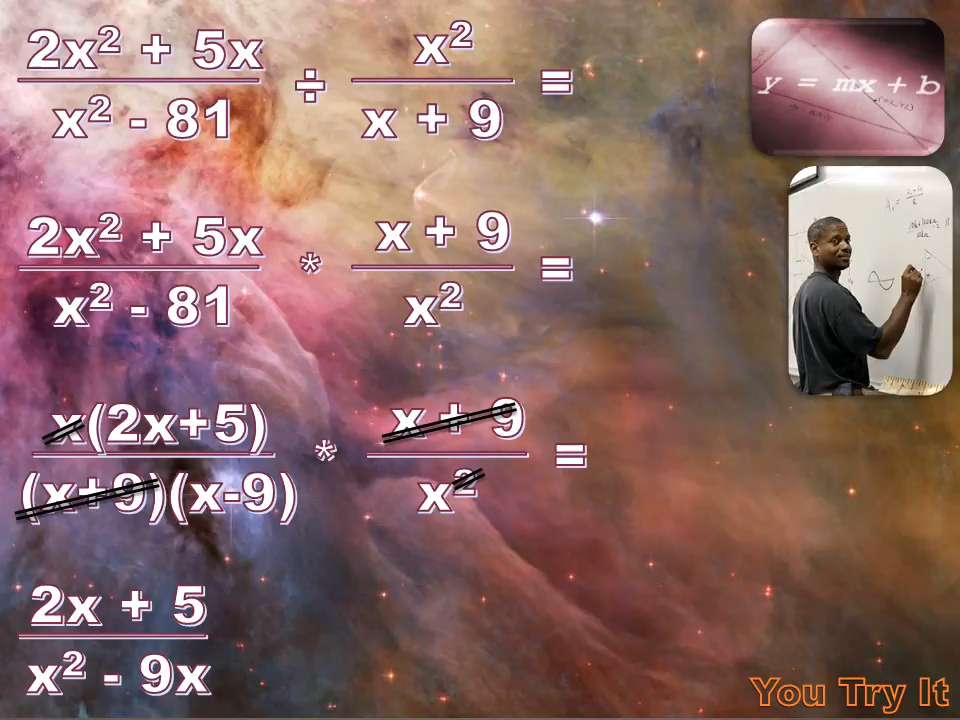 2x² + 5x ÷ x² =
x² - 81 x + 9
2x² + 5x * x + 9 =
x² - 81 x²
x(2x+5) * x + 9 =
(x+9)(x-9) x²
2x + 5
x² - 9x
y = mx + b
You Try It